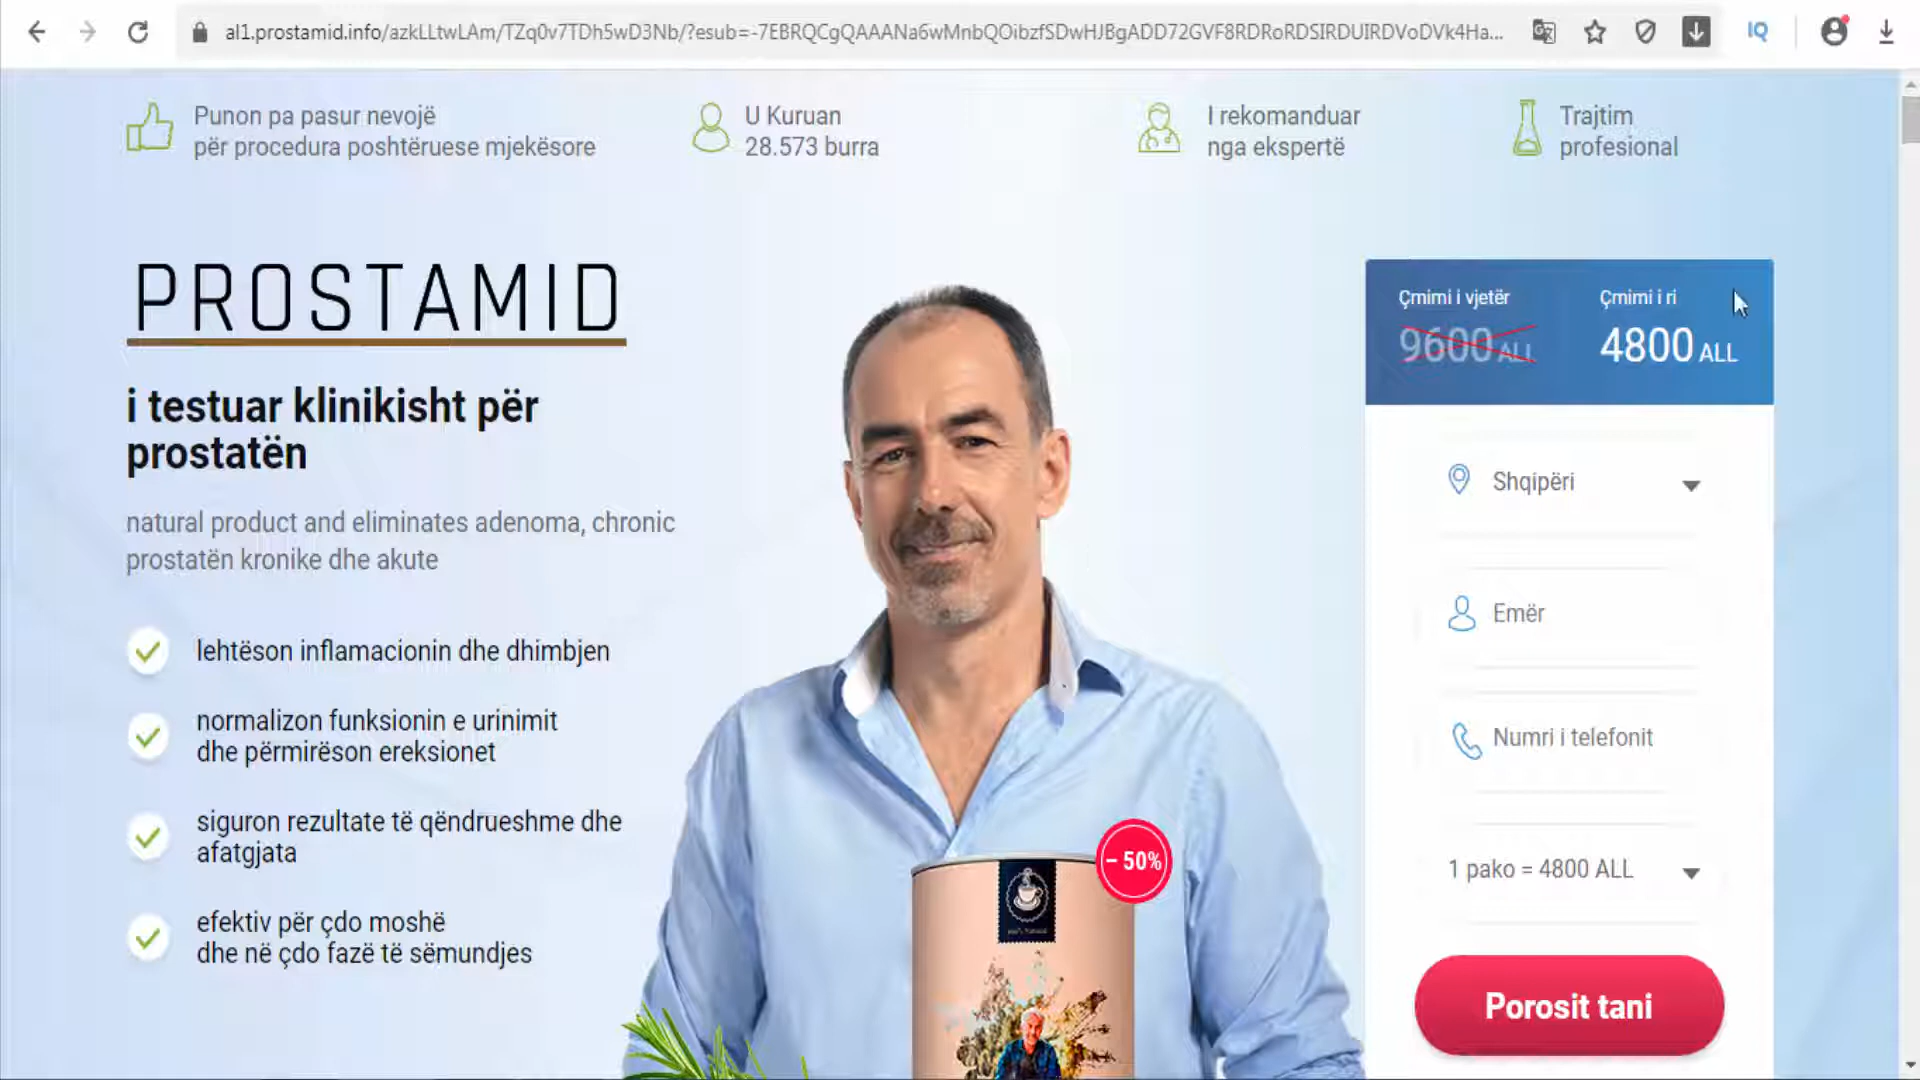 al1.prostamid.info/azkLLtwLAm/TZq0v7TDh5wD3Nb/?esub=-7EBRQCgQAAANa6wMnbQOibzfSDwHJBgADD72GVF8RDRoRDSIRDUIRDVoDVk4Ha...
IQ
Punon pa pasur nevojë
për procedura poshtëruese mjekësore
U Kuruan
28.573 burra
I rekomanduar
nga ekspertë
Trajtim
profesional
PROSTAMID
i testuar klinikisht për
prostatën
natural product and eliminates adenoma, chronic
prostatën kronike dhe akute
lehtëson inflamacionin dhe dhimbjen
normalizon funksionin e urinimit
dhe përmirëson ereksionet
siguron rezultate të qëndrueshme dhe
afatgjata
efektiv për çdo moshë
dhe në çdo fazë të sëmundjes
– 50%
Çmimi i vjetër
9600 ALL
Çmimi i ri
4800 ALL
Shqipëri
Emër
Numri i telefonit
1 pako = 4800 ALL
Porosit tani